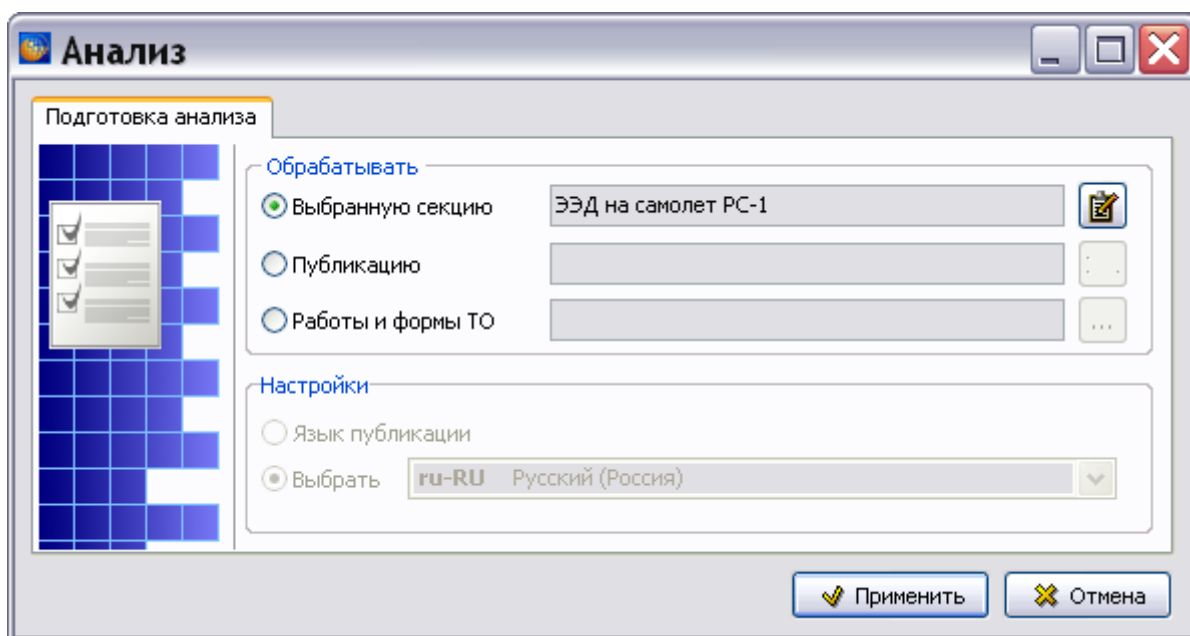 Анализ
Подготовка анализа
Обрабатывать
Выбранную секцию ЭЭД на самолет РС-1
Публикацию
Работы и формы ТО ...
Настройки
Язык публикации
Выбрать ru-RU Русский (Россия)
Применить Отмена